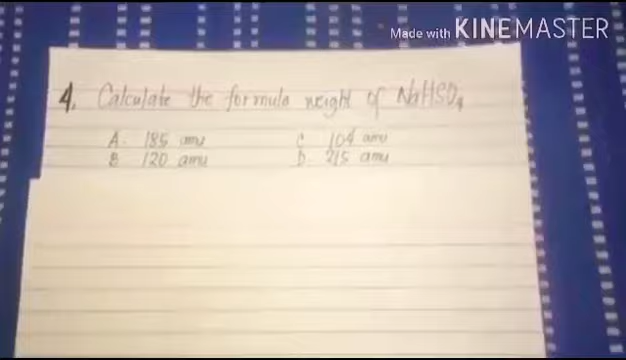 Made with KINEMASTER
4. Calculate the formula weight of NaHSO4
A. 185 amu C 104 amu
B 120 amu D. 215 amu